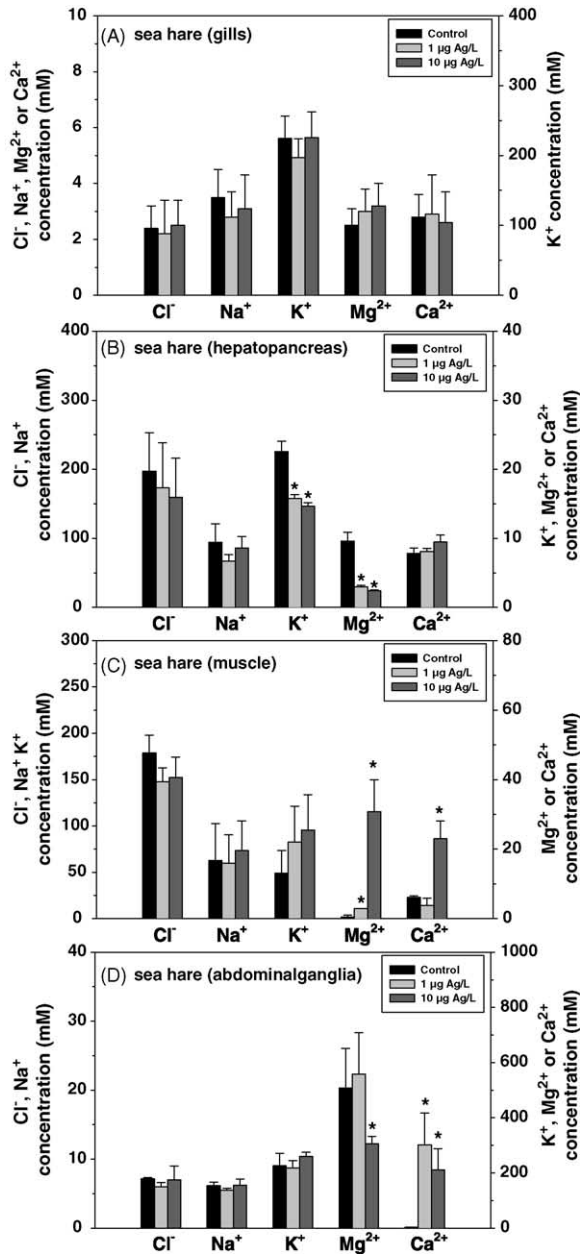 (A) sea hare (gills)
Control
1 µg Ag/L
10 µg Ag/L
Cl⁻, Na⁺, Mg²⁺ or Ca²⁺
concentration (mM)
10
8
6
4
2
0
K⁺ concentration (mM)
400
300
200
100
0
Cl⁻ Na⁺ K⁺ Mg²⁺ Ca²⁺
(B) sea hare (hepatopancreas)
Control
1 µg Ag/L
10 µg Ag/L
Cl⁻, Na⁺
concentration (mM)
400
300
200
100
0
K⁺, Mg²⁺ or Ca²⁺
concentration (mM)
40
30
20
10
0
* *
* *
Cl⁻ Na⁺ K⁺ Mg²⁺ Ca²⁺
(C) sea hare (muscle)
Control
1 µg Ag/L
10 µg Ag/L
Cl⁻, Na⁺ K⁺
concentration (mM)
300
250
200
150
100
50
0
Mg²⁺ or Ca²⁺
concentration (mM)
80
60
40
20
0
* *
*
Cl⁻ Na⁺ K⁺ Mg²⁺ Ca²⁺
(D) sea hare (abdominalganglia)
Control
1 µg Ag/L
10 µg Ag/L
Cl⁻, Na⁺
concentration (mM)
40
30
20
10
0
K⁺, Mg²⁺ or Ca²⁺
concentration (mM)
1000
800
600
400
200
0
*
* *
Cl⁻ Na⁺ K⁺ Mg²⁺ Ca²⁺